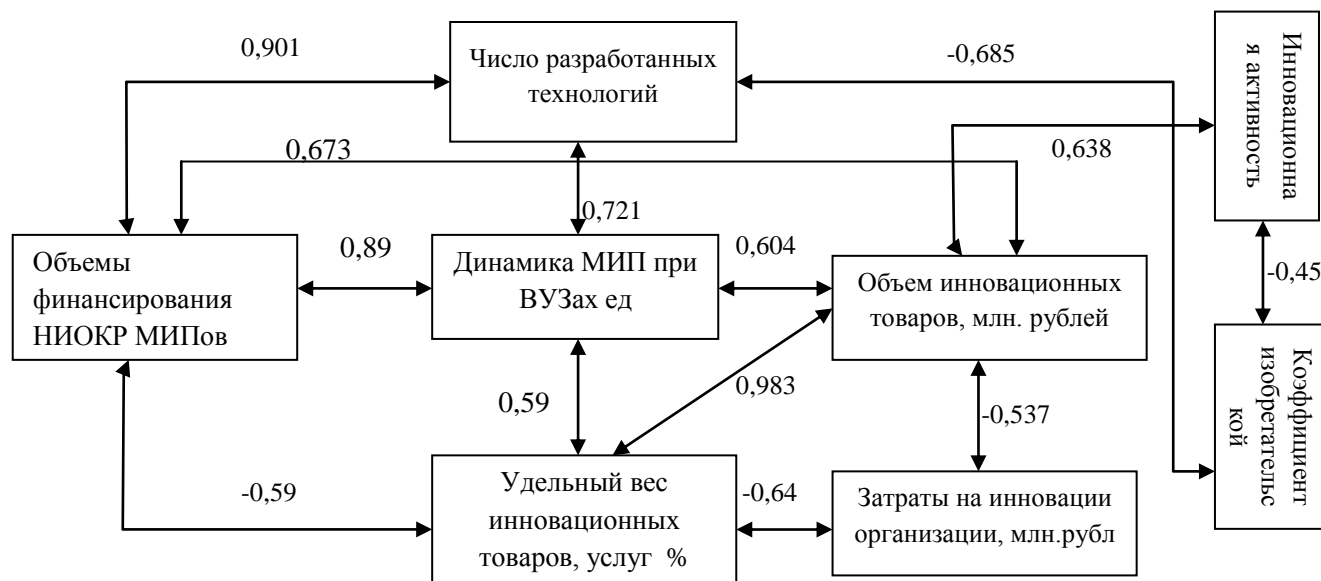 0,901
Число разработанных
технологий
-0,685
Инновационна
я активность
0,673
0,638
0,721
Объемы
финансирования
НИОКР МИПов
0,89
Динамика МИП при
ВУЗах ед
0,604
Объем инновационных
товаров, млн. рублей
-0,45
Коэффициент
изобретательс
кой
0,59
0,983
-0,537
-0,59
Удельный вес
инновационных
товаров, услуг %
-0,64
Затраты на инновации
организации, млн.рубл